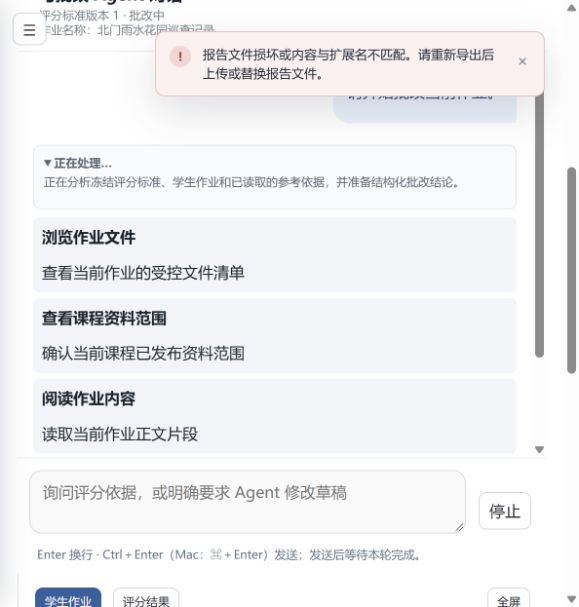 评分标准版本 1 · 批改中
作业名称：北门雨水花园巡查记录
报告文件损坏或内容与扩展名不匹配。请重新导出后
上传或替换报告文件。
正在处理...
正在分析冻结评分标准、学生作业和已读取的参考依据，并准备结构化批改结论。
浏览作业文件
查看当前作业的受控文件清单
查看课程资料范围
确认当前课程已发布资料范围
阅读作业内容
读取当前作业正文片段
询问评分依据，或明确要求 Agent 修改草稿
停止
Enter 换行 · Ctrl + Enter（Mac：⌘ + Enter）发送；发送后等待本轮完成。
学生作业
评分结果
全屏